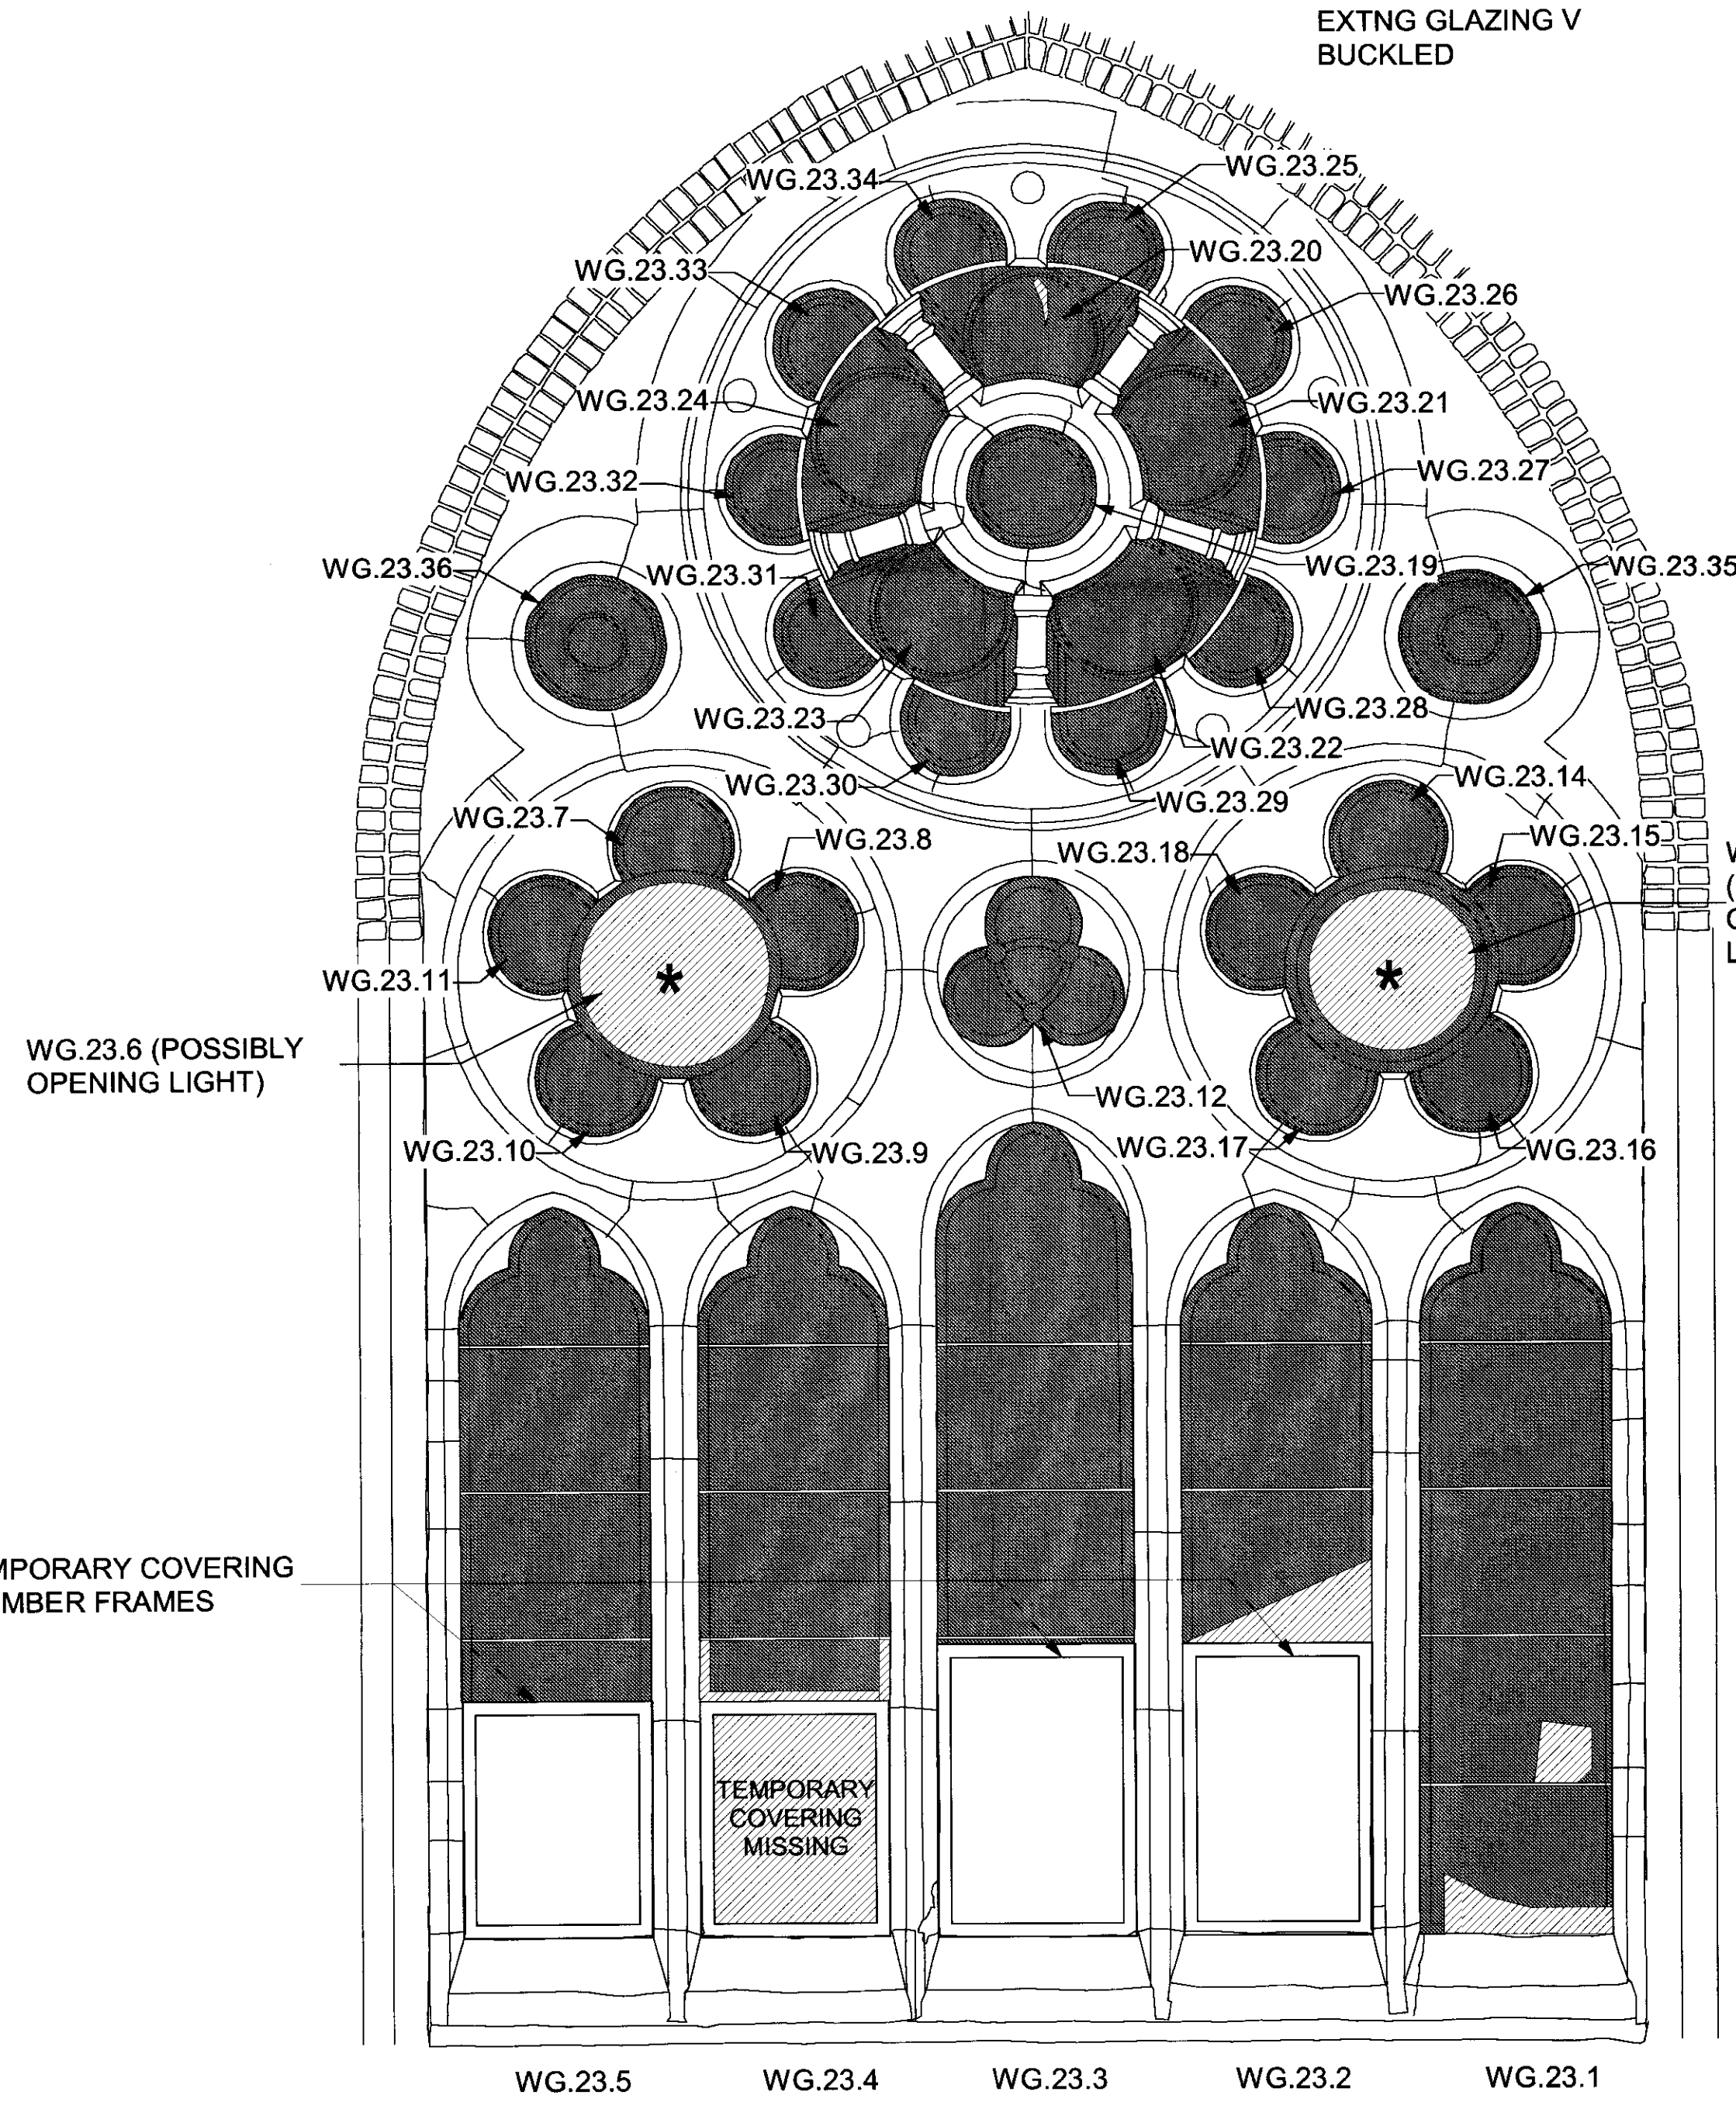 EXTNG GLAZING V
BUCKLED
WG.23.34
WG.23.25
WG.23.20
WG.23.33
WG.23.26
WG.23.24
WG.23.21
WG.23.32
WG.23.27
WG.23.36
WG.23.31
WG.23.19
WG.23.35
WG.23.23
WG.23.28
WG.23.22
WG.23.30
WG.23.29
WG.23.14
WG.23.7
WG.23.8
WG.23.18
WG.23.15
WG.23.11
WG.23.6 (POSSIBLY
OPENING LIGHT)
WG.23.12
WG.23.10
WG.23.9
WG.23.17
WG.23.16
MPORARY COVERING
MBER FRAMES
TEMPORARY
COVERING
MISSING
WG.23.5
WG.23.4
WG.23.3
WG.23.2
WG.23.1